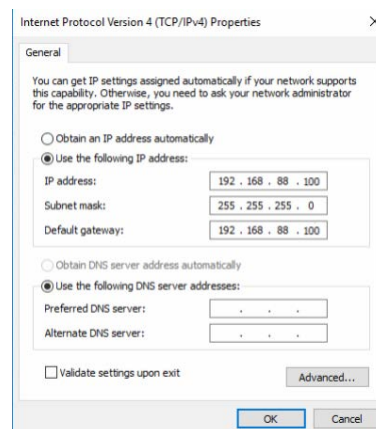 Internet Protocol Version 4 (TCP/IPv4) Properties
General
You can get IP settings assigned automatically if your network supports
this capability. Otherwise, you need to ask your network administrator
for the appropriate IP settings.
Obtain an IP address automatically
Use the following IP address:
IP address: 192 . 168 . 88 . 100
Subnet mask: 255 . 255 . 255 . 0
Default gateway: 192 . 168 . 88 . 100
Obtain DNS server address automatically
Use the following DNS server addresses:
Preferred DNS server: . . .
Alternate DNS server: . . .
Validate settings upon exit
Advanced...
OK Cancel